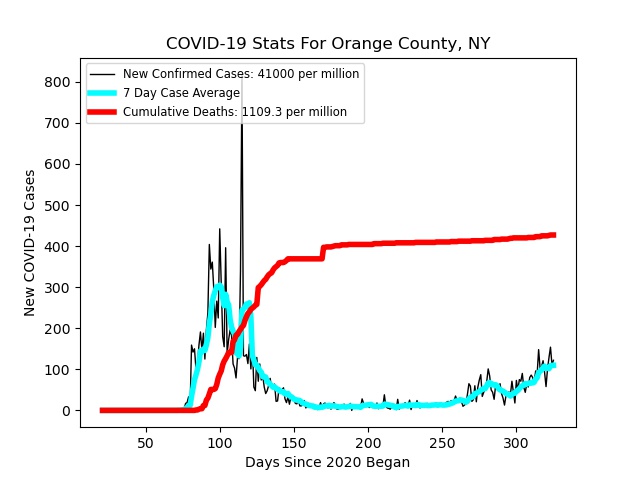 COVID-19 Stats For Orange County, NY
New Confirmed Cases: 41000 per million
7 Day Case Average
Cumulative Deaths: 1109.3 per million
New COVID-19 Cases
800
700
600
500
400
300
200
100
0
50 100 150 200 250 300
Days Since 2020 Began